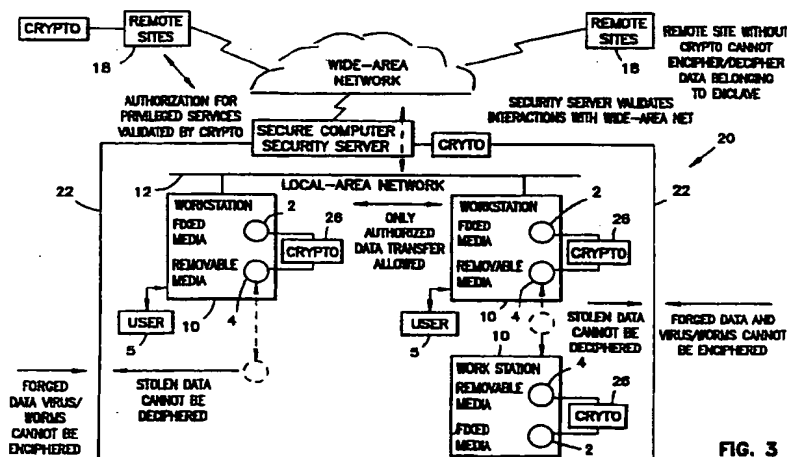 CRYPTO
REMOTE
SITES
18
WIDE-AREA
NETWORK
REMOTE
SITES
18
REMOTE SITE WITHOUT
CRYPTO CANNOT
ENCIPHER/DECIPHER
DATA BELONGING
TO ENCLAVE
AUTHORIZATION FOR
PRIVILEGED SERVICES
VALIDATED BY CRYPTO
SECURITY SERVER VALIDATES
INTERACTIONS WITH WIDE-AREA NET
SECURE COMPUTER
SECURITY SERVER
CRYTO
20
12
LOCAL-AREA NETWORK
22
22
WORKSTATION
FIXED
MEDIA
2
REMOVABLE
MEDIA
4
26
CRYPTO
10
USER
5
ONLY
AUTHORIZED
DATA TRANSFER
ALLOWED
WORKSTATION
FIXED
MEDIA
2
REMOVABLE
MEDIA
10
4
26
CRYPTO
USER
5
STOLEN DATA
CANNOT BE
DECIPHERED
FORGED DATA AND
VIRUS/WORMS CANNOT
BE ENCIPHERED
10
WORK STATION
REMOVABLE
MEDIA
4
FIXED
MEDIA
2
26
CRYPTO
FORGED
DATA VIRUS/
WORMS
CANNOT BE
ENCIPHERED
STOLEN DATA
CANNOT BE
DECIPHERED
FIG. 3